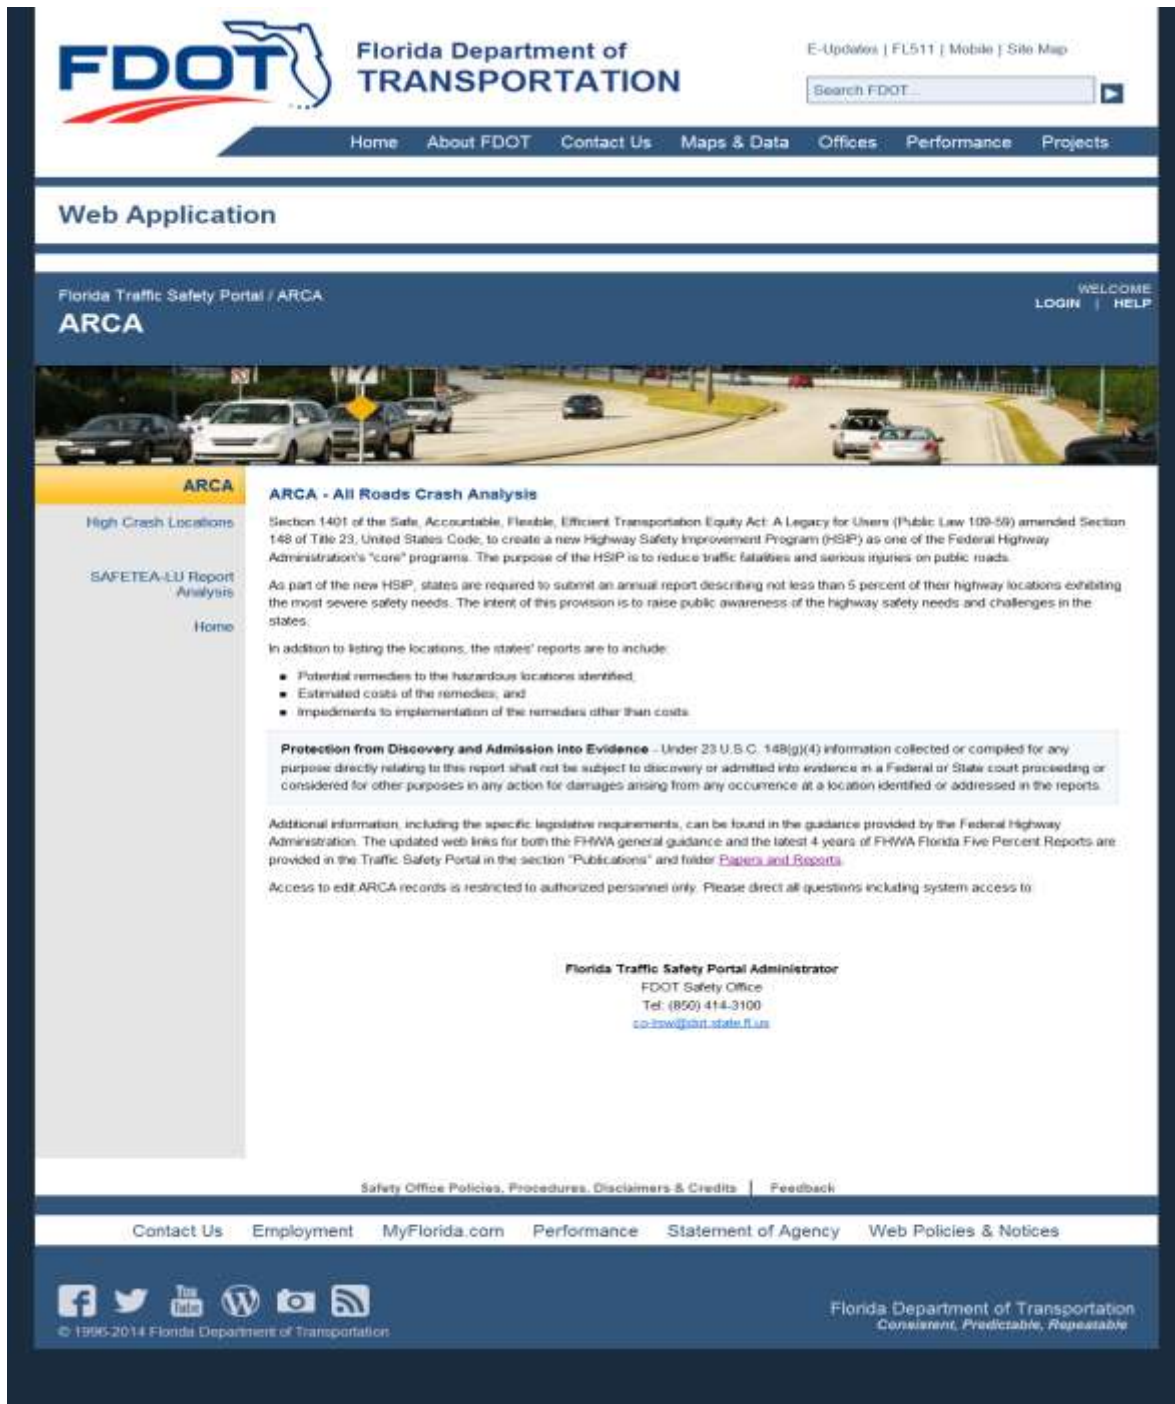 FDOT
Florida Department of
TRANSPORTATION
E-Updates | FL511 | Mobile | Site Map
Search FDOT...
Home About FDOT Contact Us Maps & Data Offices Performance Projects
Web Application
Florida Traffic Safety Portal / ARCA
ARCA
WELCOME
LOGIN | HELP
ARCA
High Crash Locations
SAFETEA-LU Report
Analysis
Home
ARCA - All Roads Crash Analysis
Section 1401 of the Safe, Accountable, Flexible, Efficient Transportation Equity Act: A Legacy for Users (Public Law 109-59) amended Section
148 of Title 23, United States Code, to create a new Highway Safety Improvement Program (HSIP) as one of the Federal Highway
Administration's "core" programs. The purpose of the HSIP is to reduce traffic fatalities and serious injuries on public roads.
As part of the new HSIP, states are required to submit an annual report describing not less than 5 percent of their highway locations exhibiting
the most severe safety needs. The intent of this provision is to raise public awareness of the highway safety needs and challenges in the
states.
In addition to listing the locations, the states' reports are to include:
Potential remedies to the hazardous locations identified;
Estimated costs of the remedies; and
Impediments to implementation of the remedies other than costs.
Protection from Discovery and Admission into Evidence - Under 23 U.S.C. 148(g)(4) information collected or compiled for any
purpose directly relating to this report shall not be subject to discovery or admitted into evidence in a Federal or State court proceeding or
considered for other purposes in any action for damages arising from any occurrence at a location identified or addressed in the reports.
Additional information, including the specific legislative requirements, can be found in the guidance provided by the Federal Highway
Administration. The updated web links for both the FHWA general guidance and the latest 4 years of FHWA Florida Five Percent Reports are
provided in the Traffic Safety Portal in the section "Publications" and folder Papers and Reports.
Access to edit ARCA records is restricted to authorized personnel only. Please direct all questions including system access to:
Florida Traffic Safety Portal Administrator
FDOT Safety Office
Tel: (850) 414-3100
@dot.state.fl.us
Safety Office Policies, Procedures, Disclaimers & Credits | Feedback
Contact Us Employment MyFlorida.com Performance Statement of Agency Web Policies & Notices
You
Tube
© 1996-2014 Florida Department of Transportation
Florida Department of Transportation
Consistent, Predictable, Repeatable